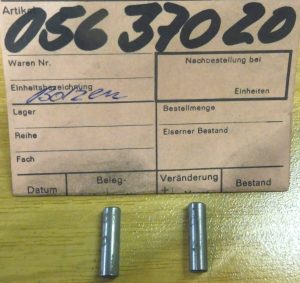 Artikel
056 370 20
Waren Nr.
Einheitsbezeichnung
Bolzen
Lager
Reihe
Fach
Nachbestellung bei
Einheiten
Bestellmenge
Eiserner Bestand
Datum
Beleg-
Veränderung
+
Bestand